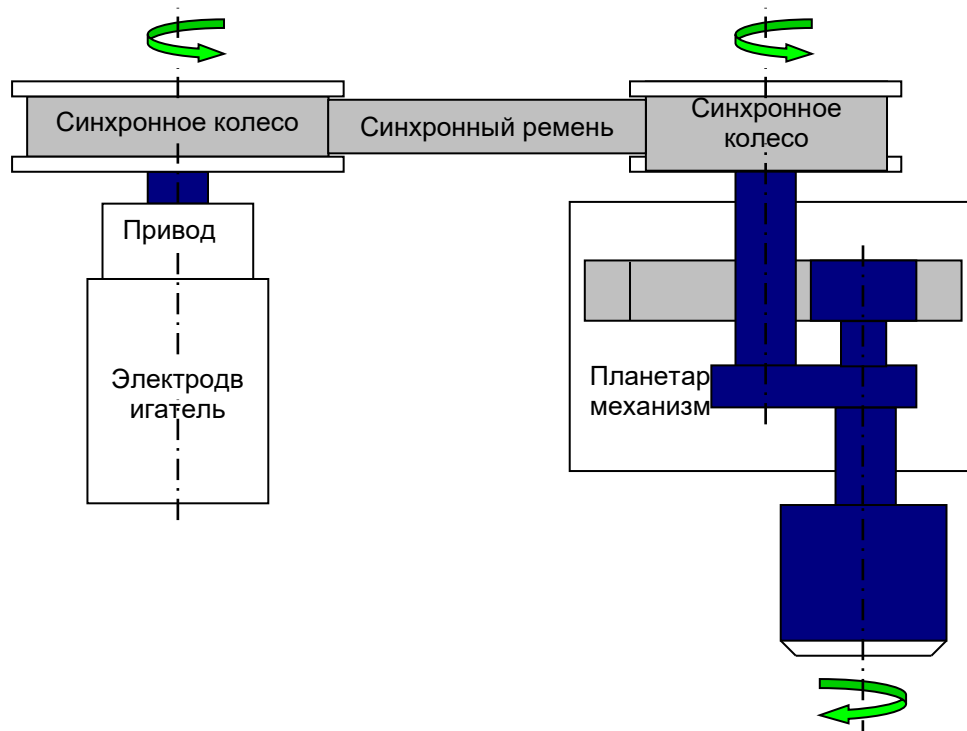 Синхронное колесо
Синхронный ремень
Синхронное
колесо
Привод
Электродв
игатель
Планетар
механизм